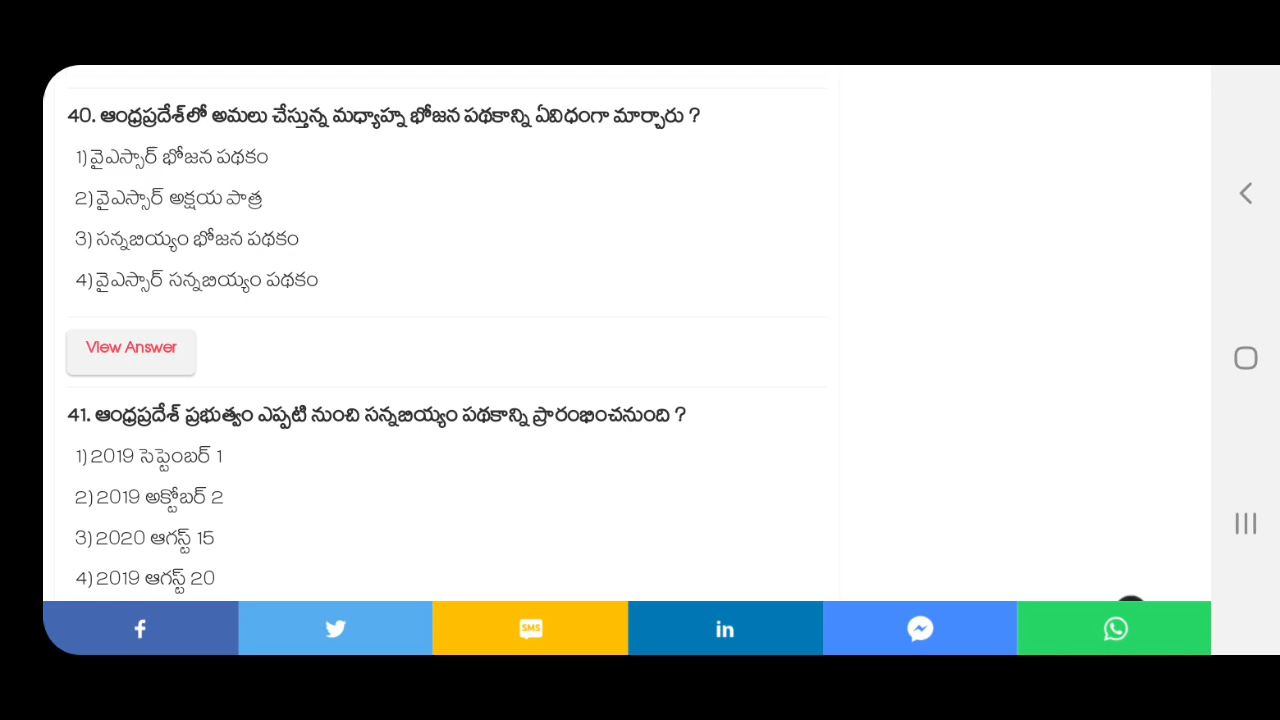 40. ఆంధ్రప్రదేశ్‌లో అమలు చేస్తున్న మధ్యాహ్న భోజన పథకాన్ని ఏవిధంగా మార్చారు ?
1) వైఎస్సార్ భోజన పథకం
2) వైఎస్సార్ అక్షయ పాత్ర
3) సన్నబియ్యం భోజన పథకం
4) వైఎస్సార్ సన్నబియ్యం పథకం
View Answer
41. ఆంధ్రప్రదేశ్ ప్రభుత్వం ఎప్పటి నుంచి సన్నబియ్యం పథకాన్ని ప్రారంభించనుంది ?
1) 2019 సెప్టెంబర్ 1
2) 2019 అక్టోబర్ 2
3) 2020 ఆగస్ట్ 15
4) 2019 ఆగస్ట్ 20
SMS